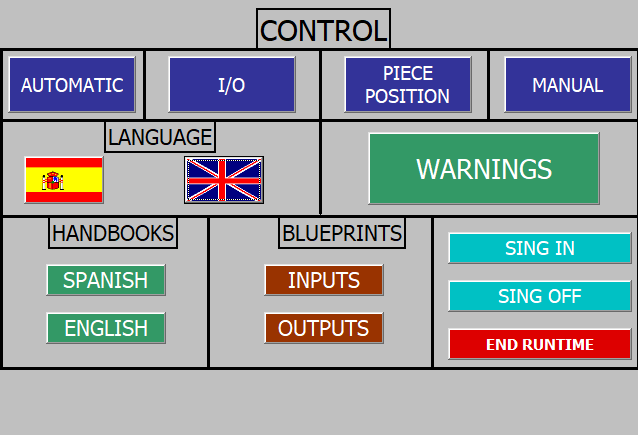 CONTROL
AUTOMATIC
I/O
PIECE
POSITION
MANUAL
LANGUAGE
WARNINGS
HANDBOOKS
SPANISH
ENGLISH
BLUEPRINTS
INPUTS
OUTPUTS
SING IN
SING OFF
END RUNTIME